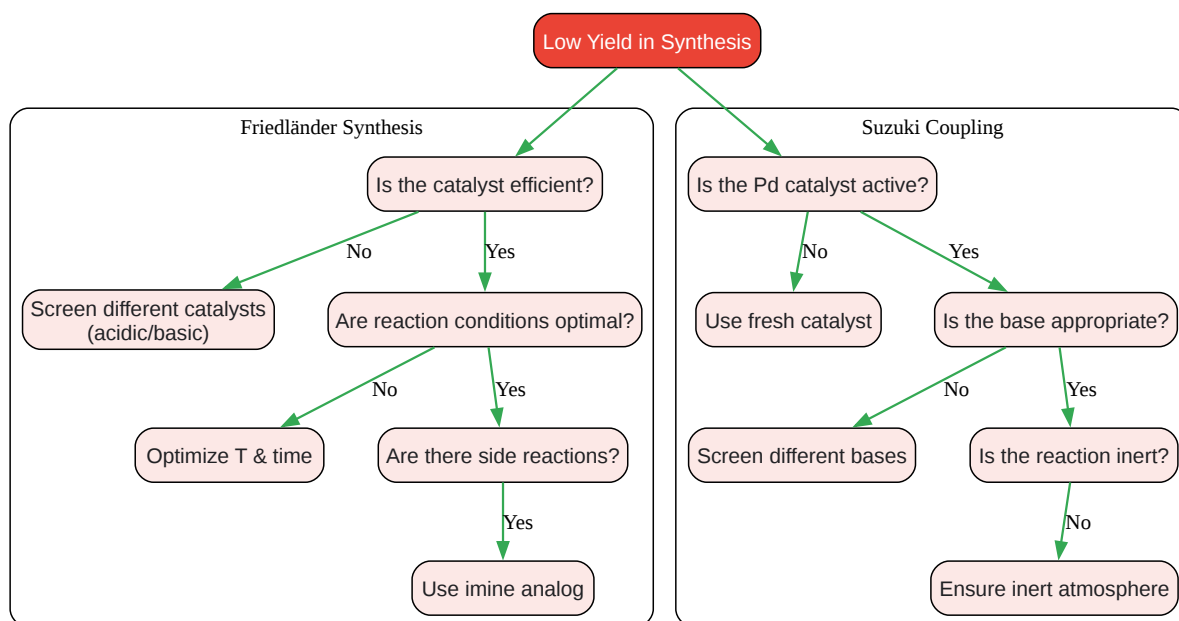 Low Yield in Synthesis
Friedländer Synthesis
Suzuki Coupling
Is the catalyst efficient?
Is the Pd catalyst active?
No
Yes
No
Yes
Screen different catalysts
(acidic/basic)
Are reaction conditions optimal?
Use fresh catalyst
Is the base appropriate?
No
Yes
No
Yes
Optimize T & time
Are there side reactions?
Screen different bases
Is the reaction inert?
Yes
No
Use imine analog
Ensure inert atmosphere